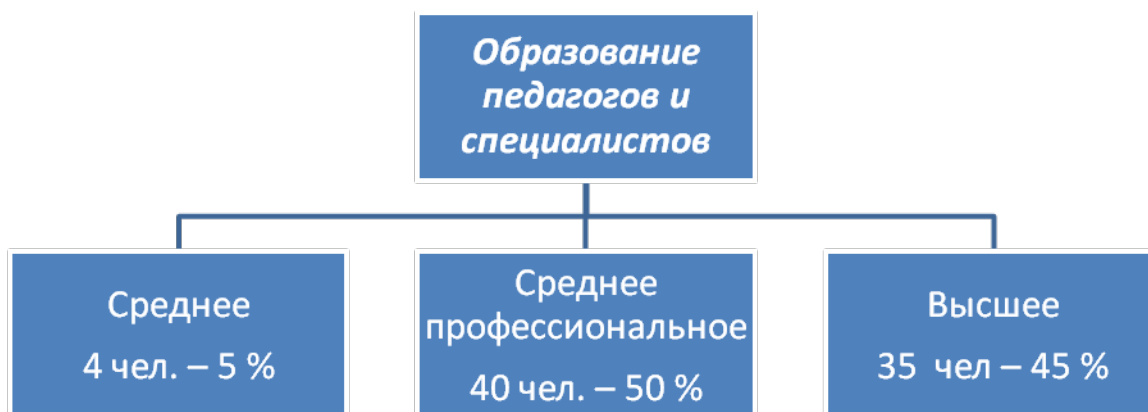 Образование
педагогов и
специалистов
Среднее
4 чел. – 5 %
Среднее
профессиональное
40 чел. – 50 %
Высшее
35  чел – 45 %